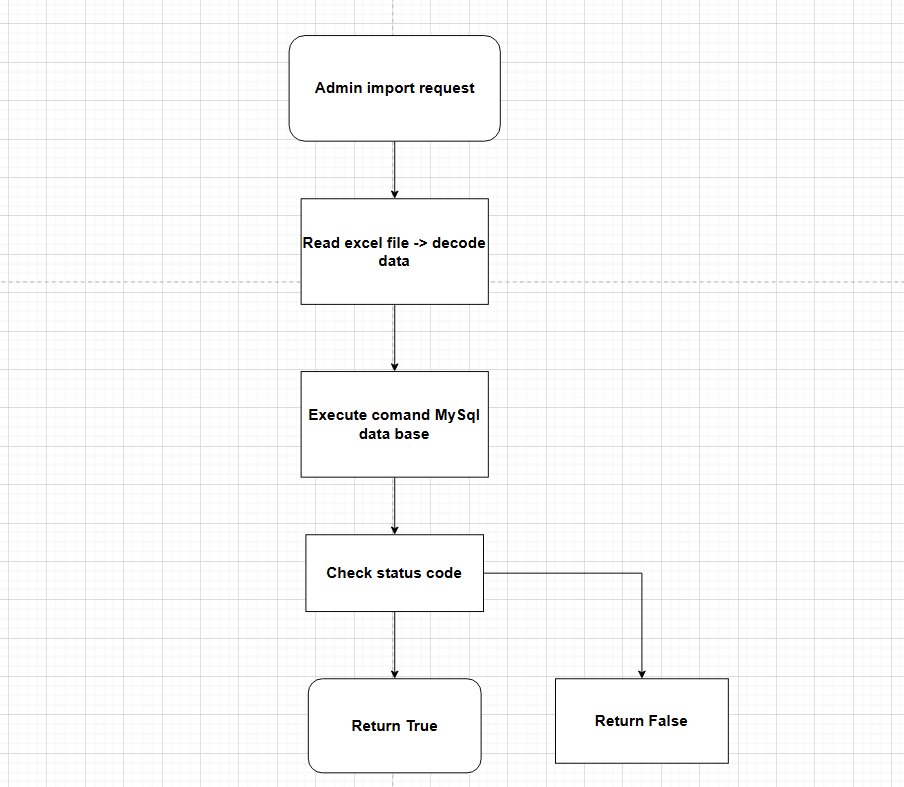 Admin import request
Read excel file -> decode
data
Execute comand MySql
data base
Check status code
Return True
Return False